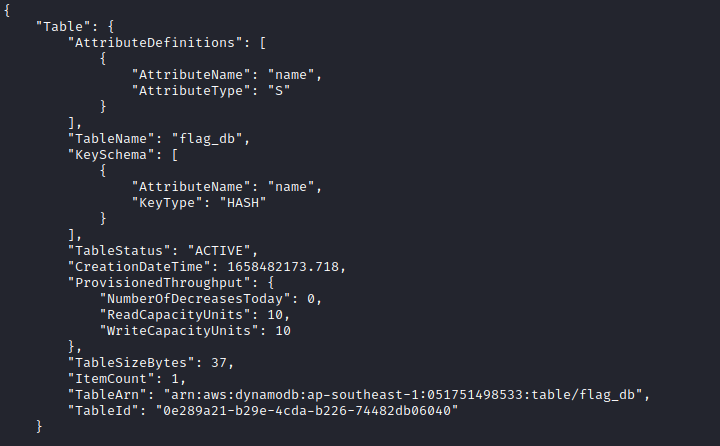 {
    "Table": {
        "AttributeDefinitions": [
            {
                "AttributeName": "name",
                "AttributeType": "S"
            }
        ],
        "TableName": "flag_db",
        "KeySchema": [
            {
                "AttributeName": "name",
                "KeyType": "HASH"
            }
        ],
        "TableStatus": "ACTIVE",
        "CreationDateTime": 1658482173.718,
        "ProvisionedThroughput": {
            "NumberOfDecreasesToday": 0,
            "ReadCapacityUnits": 10,
            "WriteCapacityUnits": 10
        },
        "TableSizeBytes": 37,
        "ItemCount": 1,
        "TableArn": "arn:aws:dynamodb:ap-southeast-1:051751498533:table/flag_db",
        "TableId": "0e289a21-b29e-4cda-b226-74482db06040"
    }